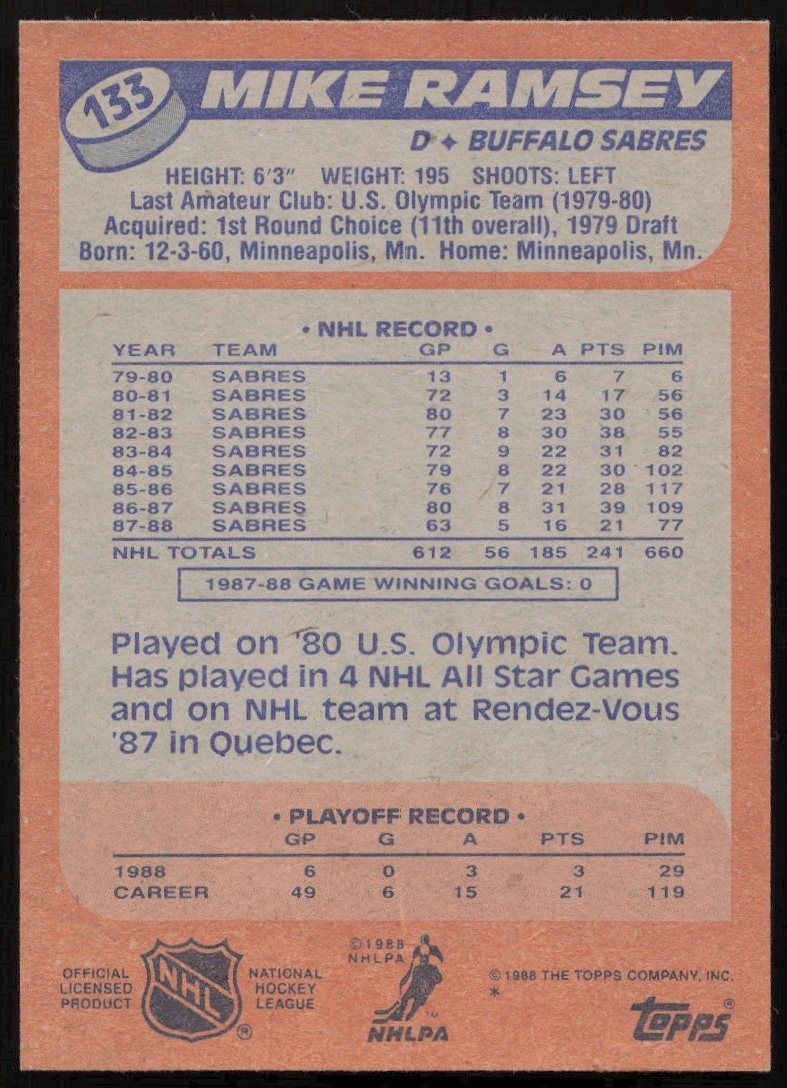 133
MIKE RAMSEY
D ✦ BUFFALO SABRES
HEIGHT: 6'3" WEIGHT: 195 SHOOTS: LEFT
Last Amateur Club: U.S. Olympic Team (1979-80)
Acquired: 1st Round Choice (11th overall), 1979 Draft
Born: 12-3-60, Minneapolis, Mn. Home: Minneapolis, Mn.
• NHL RECORD •
YEAR TEAM GP G A PTS PIM
79-80 SABRES 13 1 6 7 6
80-81 SABRES 72 3 14 17 56
81-82 SABRES 80 7 23 30 56
82-83 SABRES 77 8 30 38 55
83-84 SABRES 72 9 22 31 82
84-85 SABRES 79 8 22 30 102
85-86 SABRES 76 7 21 28 117
86-87 SABRES 80 8 31 39 109
87-88 SABRES 63 5 16 21 77
NHL TOTALS 612 56 185 241 660
1987-88 GAME WINNING GOALS: 0
Played on '80 U.S. Olympic Team.
Has played in 4 NHL All Star Games
and on NHL team at Rendez-Vous
'87 in Quebec.
• PLAYOFF RECORD •
GP G A PTS PIM
1988 6 0 3 3 29
CAREER 49 6 15 21 119
OFFICIAL
LICENSED
PRODUCT
NHL
®
NATIONAL
HOCKEY
LEAGUE
©1988
NHLPA
™
NHLPA
©1988 THE TOPPS COMPANY, INC.
*
topps®